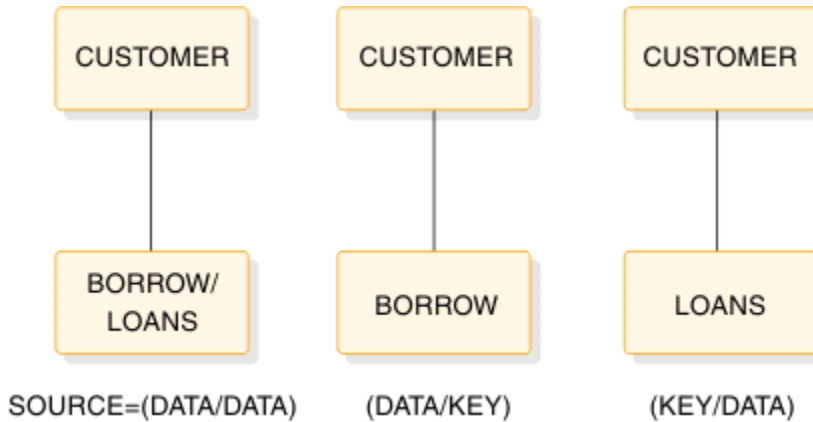 CUSTOMER
CUSTOMER
CUSTOMER
BORROW/
LOANS
BORROW
LOANS
SOURCE=(DATA/DATA)
(DATA/KEY)
(KEY/DATA)